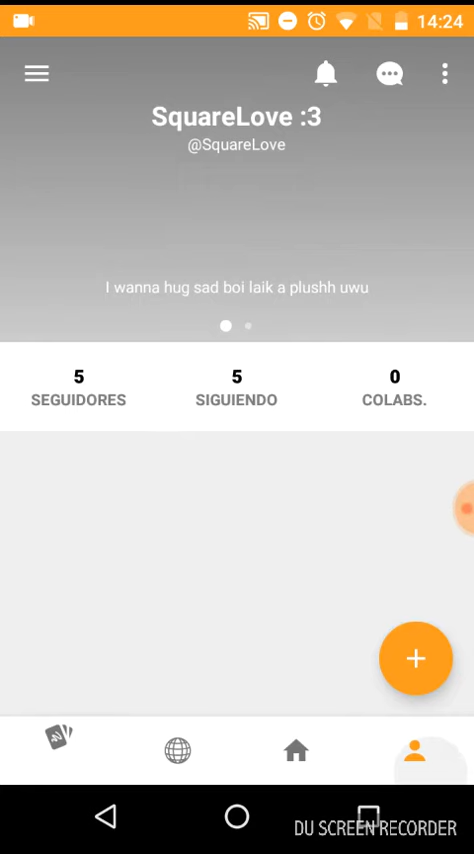 14:24
SquareLove :3
@SquareLove
I wanna hug sad boi laik a plushh uwu
5 5 0
SEGUIDORES SIGUIENDO COLABS.
DU SCREEN RECORDER